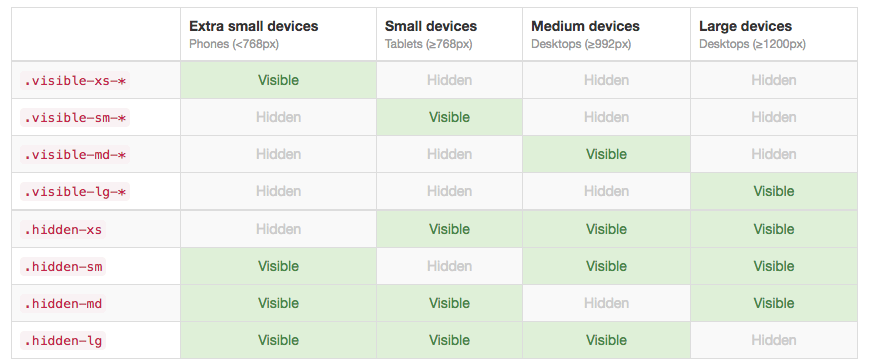 Extra small devices Small devices Medium devices Large devices
Phones (<768px) Tablets (≥768px) Desktops (≥992px) Desktops (≥1200px)
.visible-xs-* Visible Hidden Hidden Hidden
.visible-sm-* Hidden Visible Hidden Hidden
.visible-md-* Hidden Hidden Visible Hidden
.visible-lg-* Hidden Hidden Hidden Visible
.hidden-xs Hidden Visible Visible Visible
.hidden-sm Visible Hidden Visible Visible
.hidden-md Visible Visible Hidden Visible
.hidden-lg Visible Visible Visible Hidden